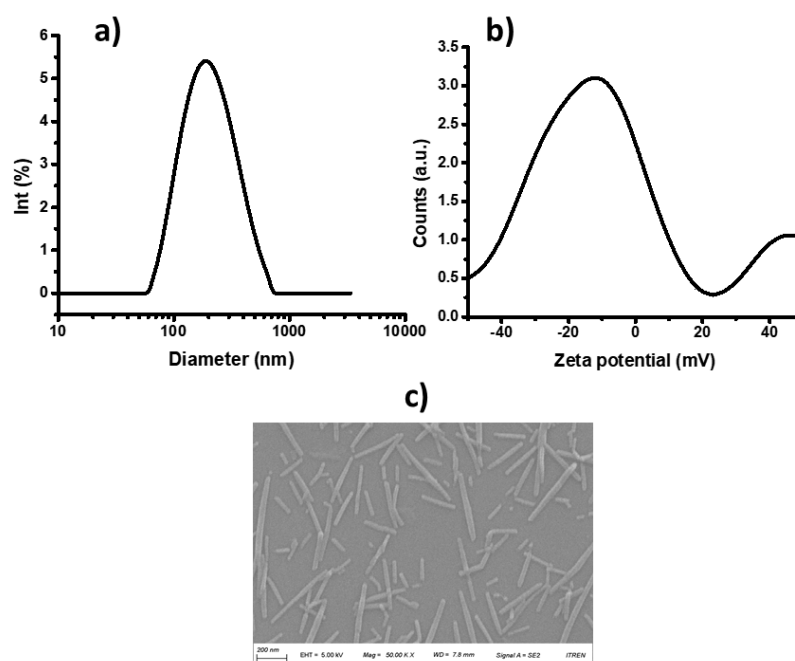 a)
6
5
4
3
2
1
0
Int (%)
10 100 1000 10000
Diameter (nm)
b)
3.5
3.0
2.5
2.0
1.5
1.0
0.5
0.0
Counts (a.u.)
-40 -20 0 20 40
Zeta potential (mV)
c)
200 nm EHT = 5.00 kV Mag = 50.00 K X WD = 7.8 mm Signal A = SE2 ITREN